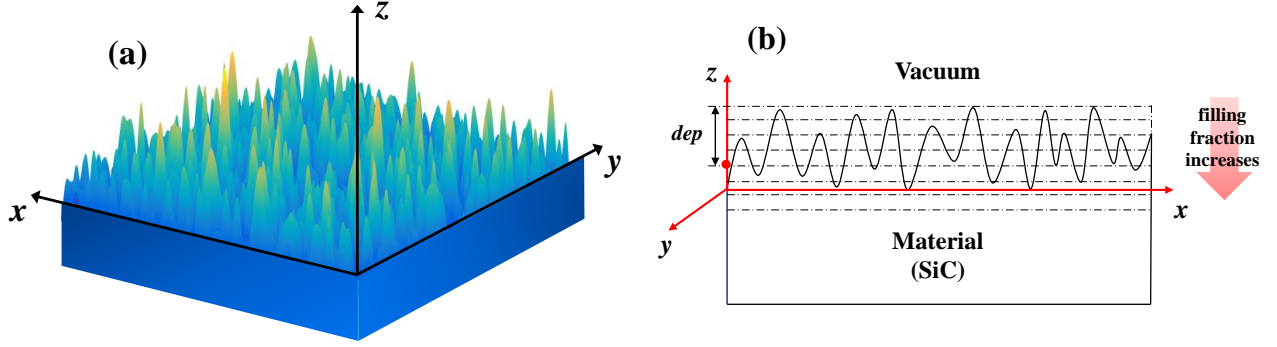 (a)
z
x
y
(b)
z
Vacuum
dep
filling
fraction
increases
x
y
Material
(SiC)